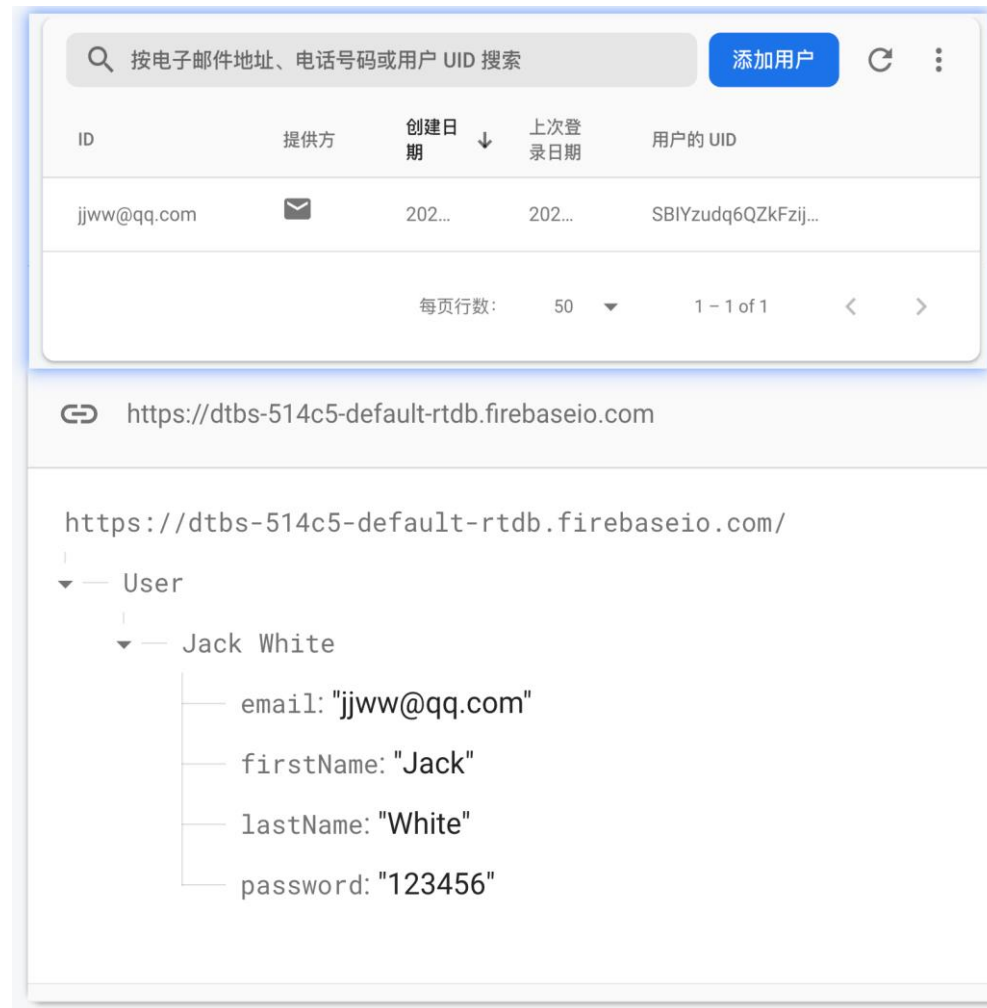 按电子邮件地址、电话号码或用户 UID 搜索 添加用户
ID 提供方 创建日期 上次登录日期 用户的 UID
jjww@qq.com 202… 202… SBIYzudq6QZkFzij…
每页行数: 50 1 – 1 of 1
https://dtbs-514c5-default-rtdb.firebaseio.com
https://dtbs-514c5-default-rtdb.firebaseio.com/
User
Jack White
email: "jjww@qq.com"
firstName: "Jack"
lastName: "White"
password: "123456"